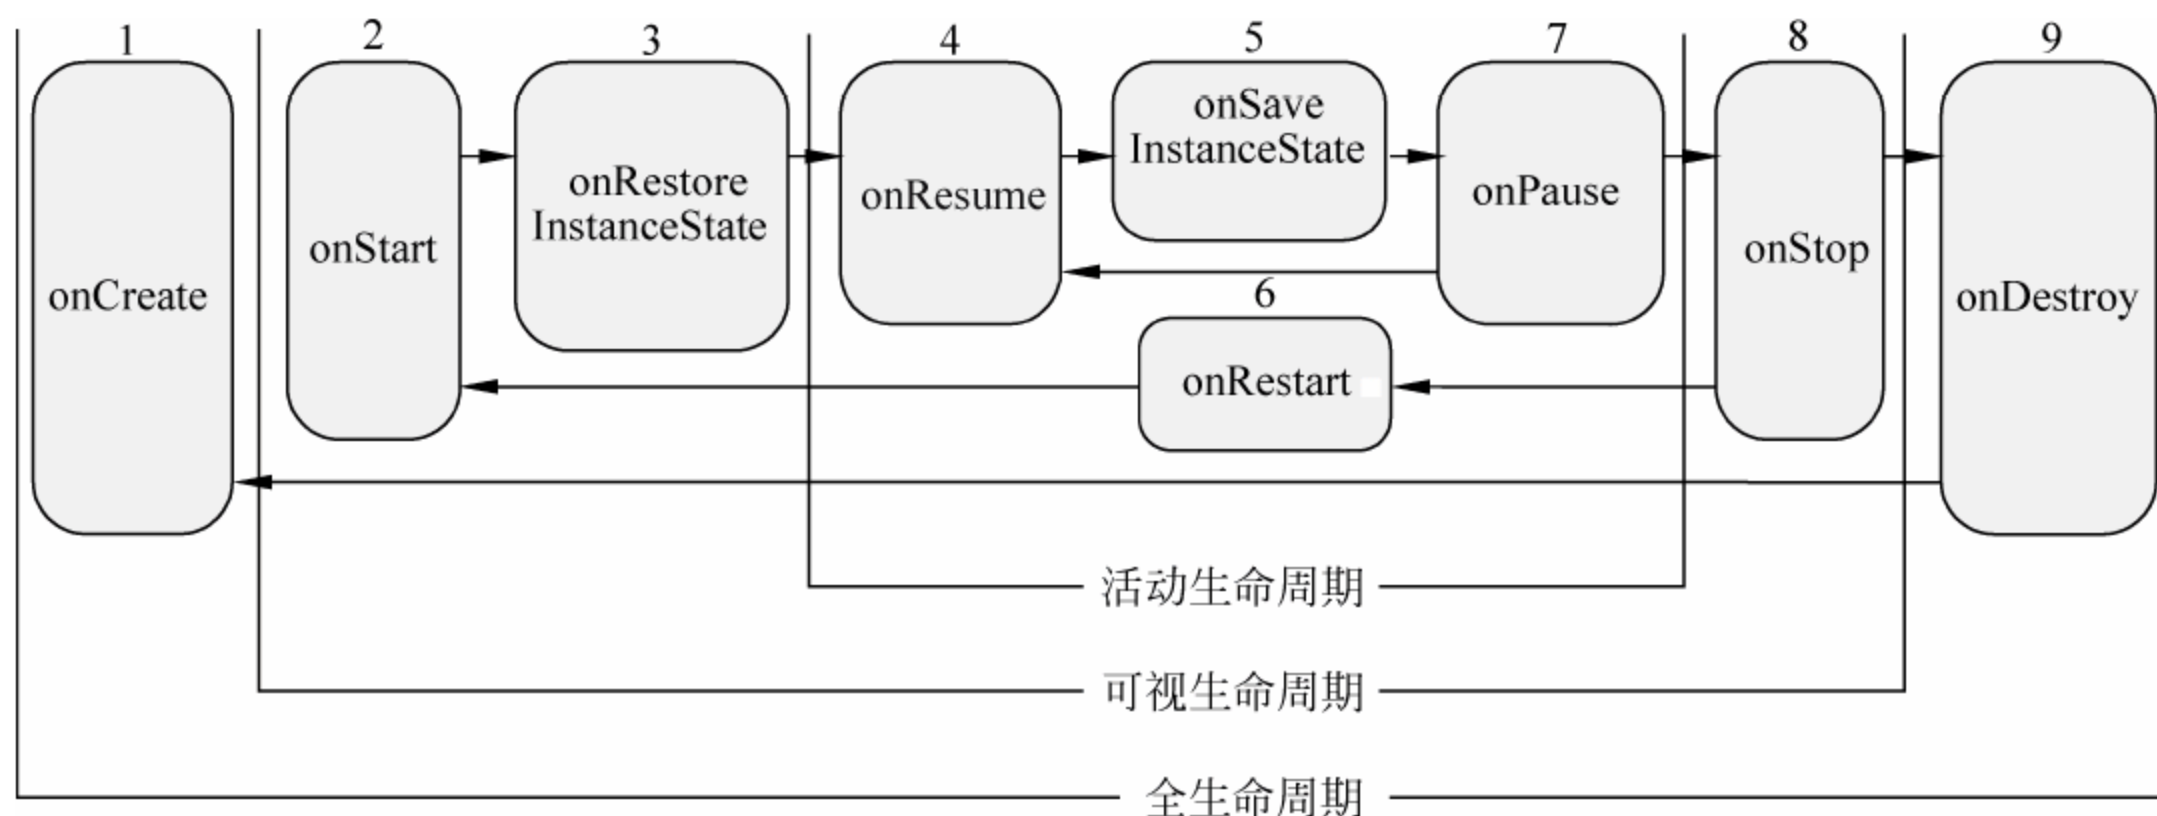 1
2
3
4
5
7
8
9
onCreate
onStart
onRestore
InstanceState
onResume
onSave
InstanceState
onPause
onStop
onDestroy
6
onRestart
活动生命周期
可视生命周期
全生命周期